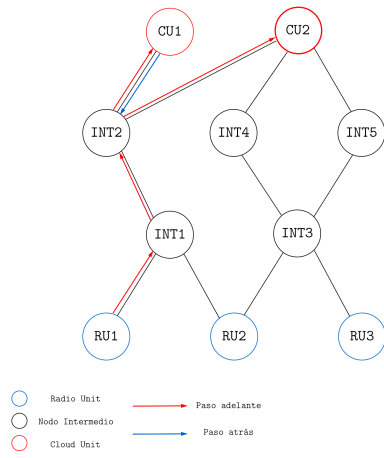 CU1
CU2
INT2
INT4
INT5
INT1
INT3
RU1
RU2
RU3
Radio Unit
Paso adelante
Nodo Intermedio
Paso atrás
Cloud Unit